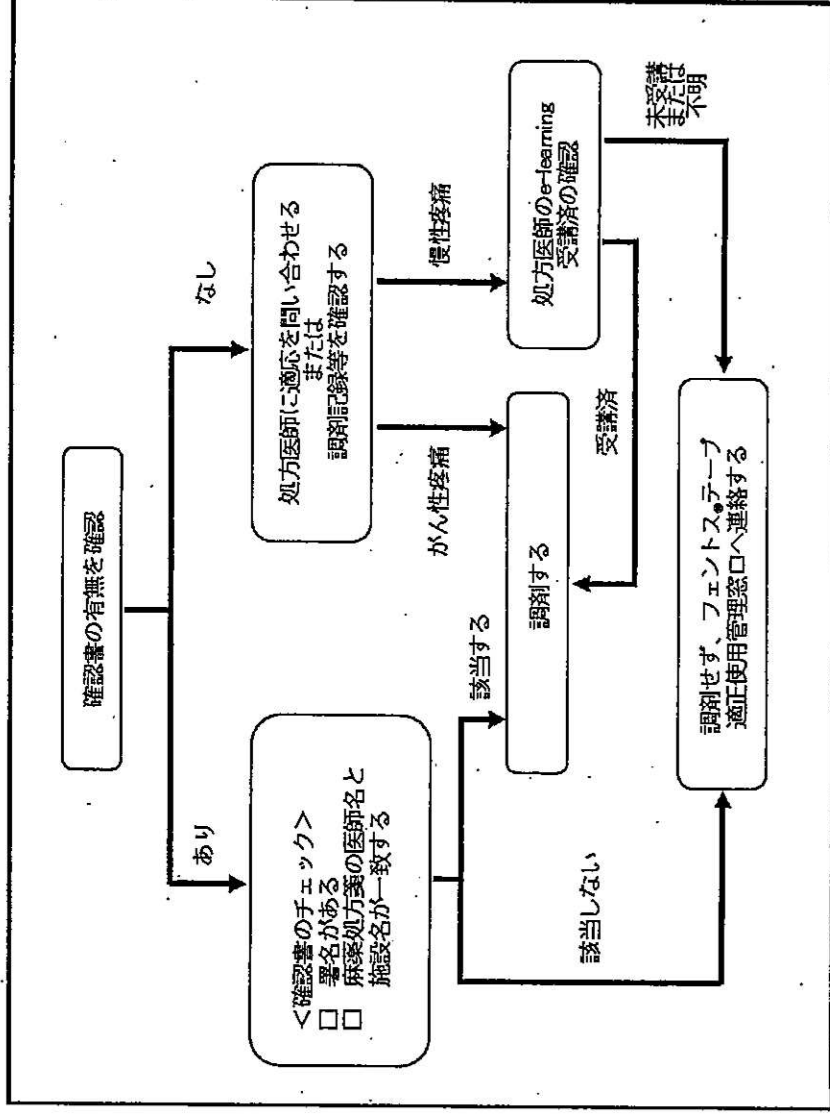 確認書の有無を確認
あり
なし
<確認書のチェック>
□ 署名がある
□ 麻薬処方箋の医師名と
施設名が一致する
処方医師に適応を問い合わせる
または
調剤記録等を確認する
該当する
がん性疼痛
慢性疼痛
調剤する
処方医師のe-learning
受講済の確認
該当しない
受講済
未受講
または
不明
調剤せず、フェントス®テープ
適正使用管理窓口へ連絡する